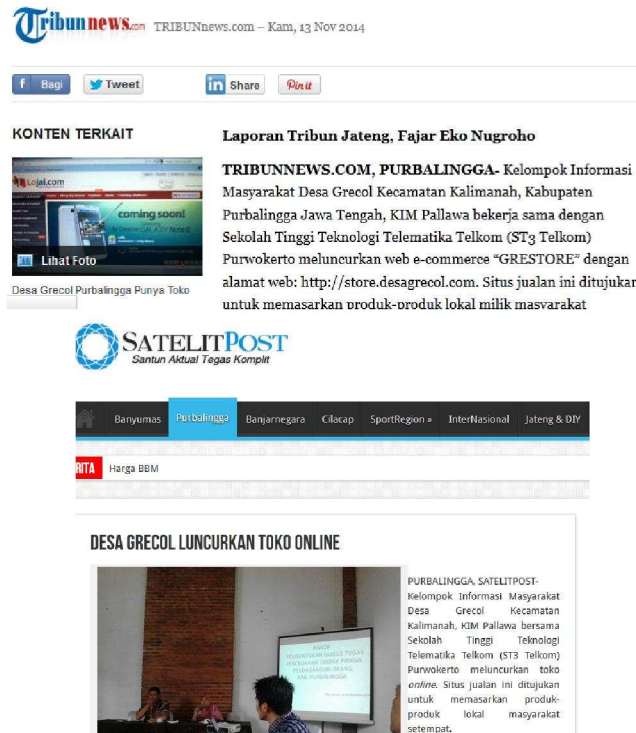 Tribunnews.com TRIBUNnews.com – Kam, 13 Nov 2014
f Bagi Tweet in Share Pinit
KONTEN TERKAIT
Lojai.com
coming soon!
Lihat Foto
Desa Grecol Purbalingga Punya Toko
Laporan Tribun Jateng, Fajar Eko Nugroho
TRIBUNNEWS.COM, PURBALINGGA- Kelompok Informasi
Masyarakat Desa Grecol Kecamatan Kalimanah, Kabupaten
Purbalingga Jawa Tengah, KIM Pallawa bekerja sama dengan
Sekolah Tinggi Teknologi Telematika Telkom (ST3 Telkom)
Purwokerto meluncurkan web e-commerce “GRESTORE” dengan
alamat web: http://store.desagrecol.com. Situs jualan ini ditujukan
untuk memasarkan produk-produk lokal milik masyarakat
SATELITPOST
Santun Aktual Tegas Komplit
Banyumas Purbalingga Banjarnegara Cilacap SportRegion » InterNasional Jateng & DIY
RITA Harga BBM
DESA GRECOL LUNCURKAN TOKO ONLINE
PURBALINGGA, SATELITPOST-
Kelompok Informasi Masyarakat
Desa Grecol Kecamatan
Kalimanah, KIM Pallawa bersama
Sekolah Tinggi Teknologi
Telematika Telkom (ST3 Telkom)
Purwokerto meluncurkan toko
online. Situs jualan ini ditujukan
untuk memasarkan produk-
produk lokal masyarakat
setempat.